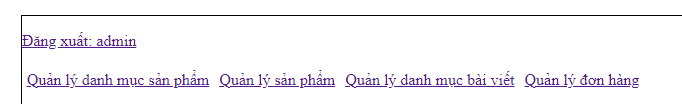 Đăng xuất: admin
Quản lý danh mục sản phẩm Quản lý sản phẩm Quản lý danh mục bài viết Quản lý đơn hàng